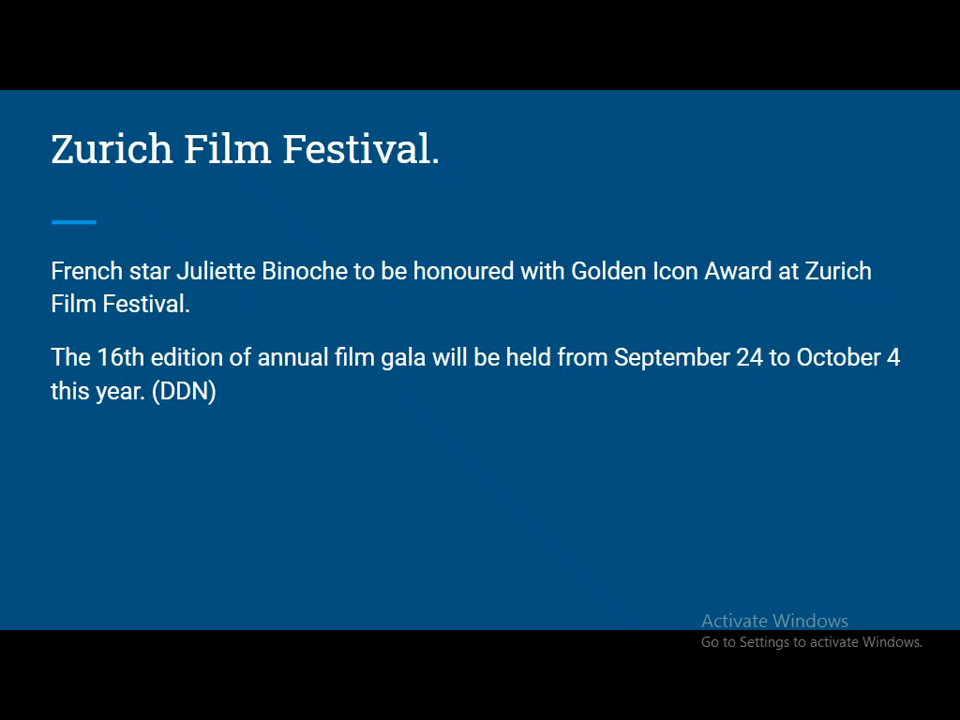 Zurich Film Festival.
French star Juliette Binoche to be honoured with Golden Icon Award at Zurich
Film Festival.
The 16th edition of annual film gala will be held from September 24 to October 4
this year. (DDN)
Activate Windows
Go to Settings to activate Windows.